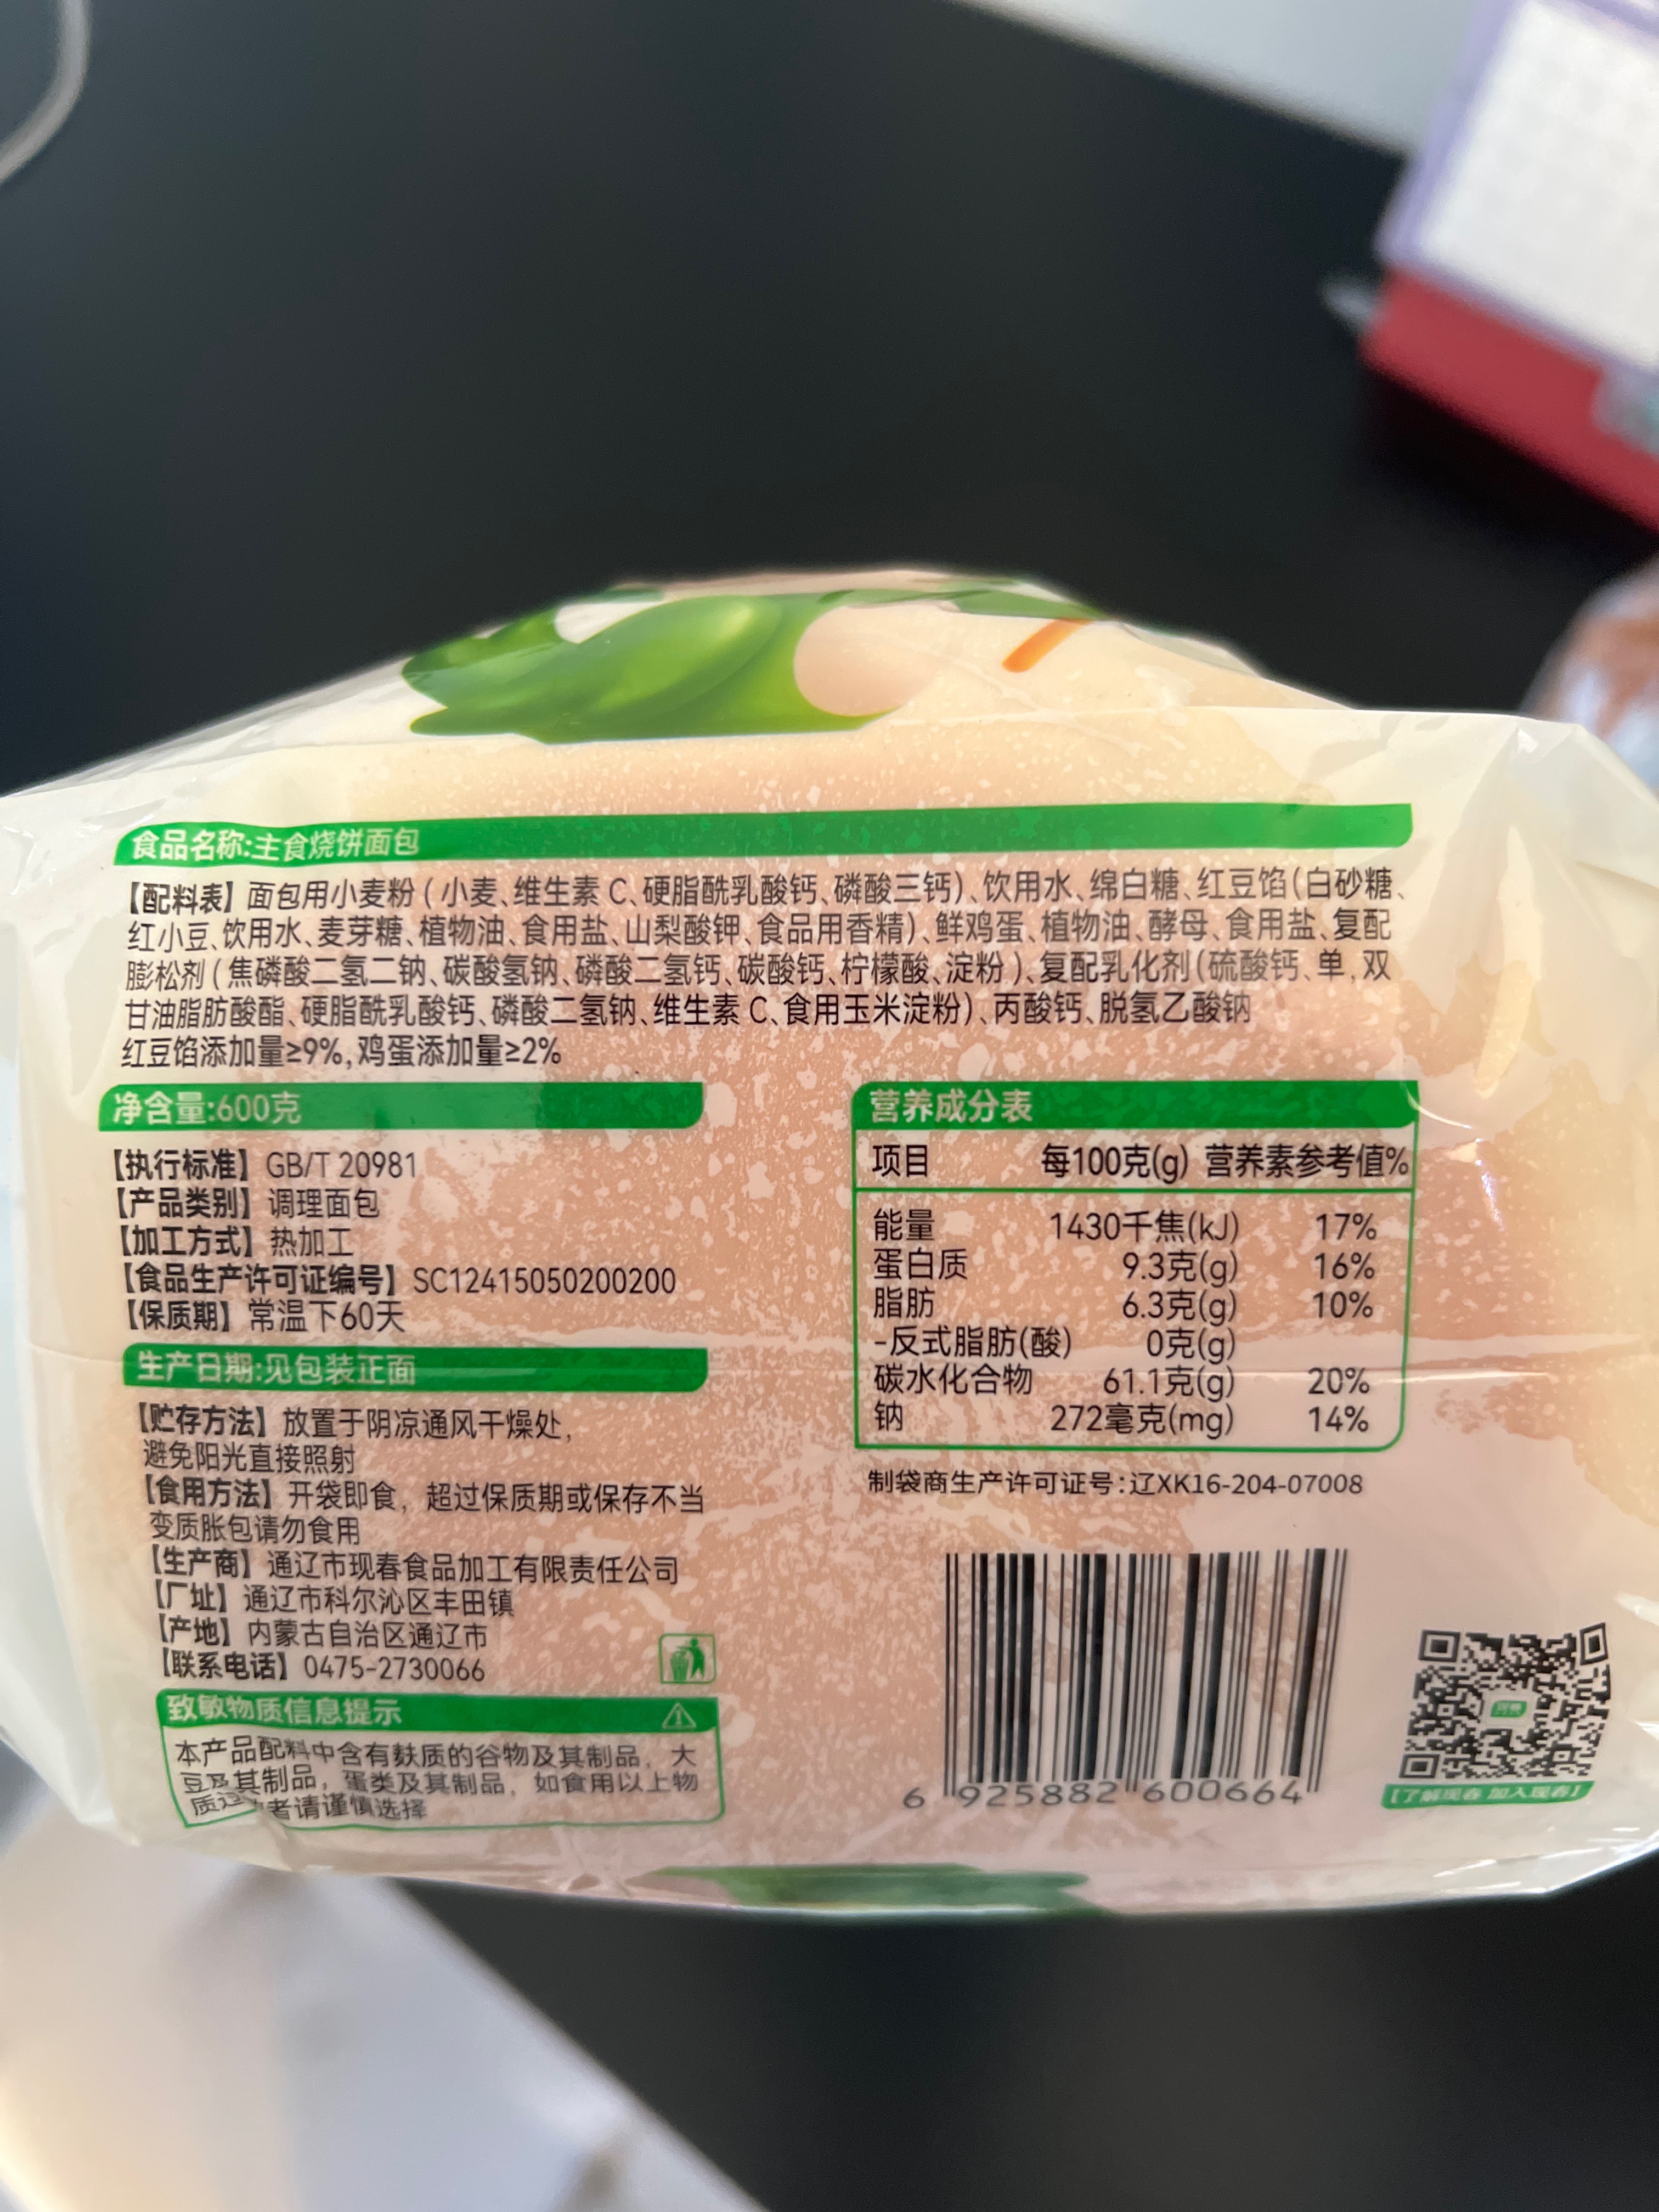 食品名称:主食烧饼面包
【配料表】面包用小麦粉(小麦、维生素C、硬脂酰乳酸钙、磷酸三钙)、饮用水、绵白糖、红豆馅(白砂糖、
红小豆、饮用水、麦芽糖、植物油、食用盐、山梨酸钾、食品用香精)、鲜鸡蛋、植物油、酵母、食用盐、复配
膨松剂(焦磷酸二氢二钠、碳酸氢钠、磷酸二氢钙、碳酸钙、柠檬酸、淀粉)、复配乳化剂(硫酸钙、单,双
甘油脂肪酸酯、硬脂酰乳酸钙、磷酸二氢钠、维生素C、食用玉米淀粉)、丙酸钙、脱氢乙酸钠
红豆馅添加量≥9%,鸡蛋添加量≥2%
净含量:600克
【执行标准】GB/T 20981
【产品类别】调理面包
【加工方式】热加工
【食品生产许可证编号】SC12415050200200
【保质期】常温下60天
生产日期:见包装正面
【贮存方法】放置于阴凉通风干燥处,
避免阳光直接照射
【食用方法】开袋即食,超过保质期或保存不当
变质胀包请勿食用
【生产商】通辽市现春食品加工有限责任公司
【厂址】通辽市科尔沁区丰田镇
【产地】内蒙古自治区通辽市
【联系电话】0475-2730066
致敏物质信息提示
本产品配料中含有麸质的谷物及其制品,大
豆及其制品,蛋类及其制品,如食用以上物
质过 者请谨慎选择
营养成分表
项目 每100克(g) 营养素参考值%
能量 1430千焦(kJ) 17%
蛋白质 9.3克(g) 16%
脂肪 6.3克(g) 10%
-反式脂肪(酸) 0克(g)
碳水化合物 61.1克(g) 20%
钠 272毫克(mg) 14%
制袋商生产许可证号:辽XK16-204-07008
6 925882 600664
【了解现春 加入现春】